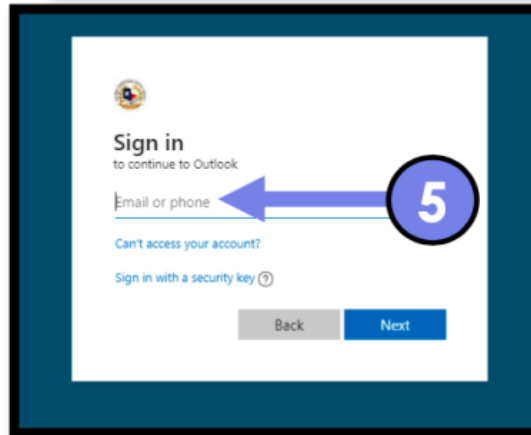 Sign in
to continue to Outlook
Email or phone
5
Can't access your account?
Sign in with a security key ?
Back Next